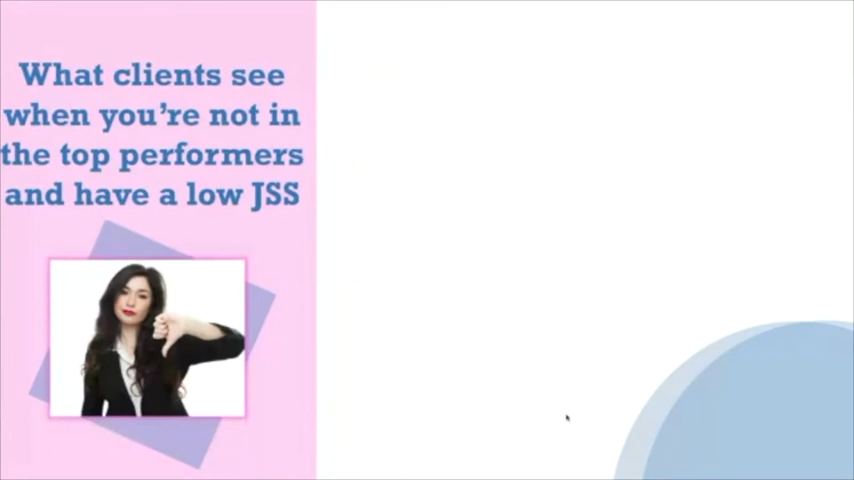 What clients see
when you're not in
the top performers
and have a low JSS